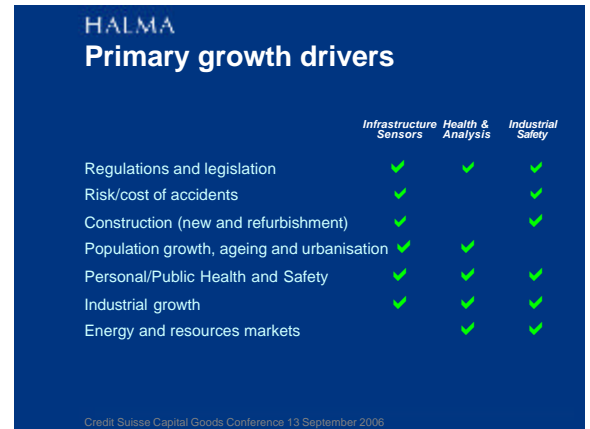 HALMA
Primary growth drivers
Infrastructure Health & Industrial
Sensors Analysis Safety
Regulations and legislation ✓ ✓ ✓
Risk/cost of accidents ✓ ✓
Construction (new and refurbishment) ✓ ✓
Population growth, ageing and urbanisation ✓ ✓
Personal/Public Health and Safety ✓ ✓ ✓
Industrial growth ✓ ✓ ✓
Energy and resources markets ✓ ✓
Credit Suisse Capital Goods Conference 13 September 2006